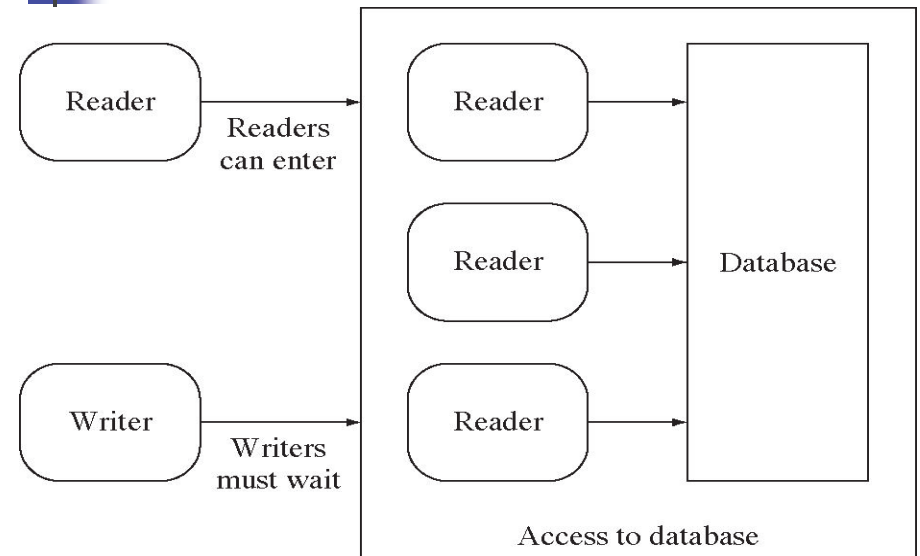 Reader
Readers
can enter
Reader
Reader
Database
Writer
Writers
must wait
Reader
Access to database